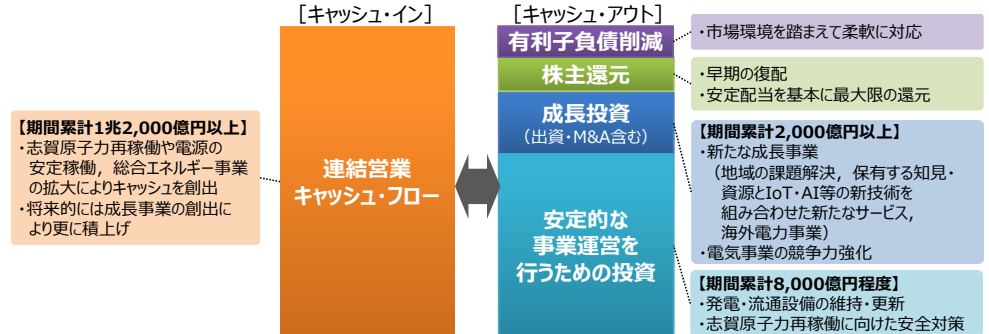 ［キャッシュ・イン］
【期間累計1兆2,000億円以上】
・志賀原子力再稼働や電源の
安定稼働，総合エネルギー事業
の拡大によりキャッシュを創出
・将来的には成長事業の創出に
より更に積上げ
連結営業
キャッシュ・フロー
［キャッシュ・アウト］
有利子負債削減
・市場環境を踏まえて柔軟に対応
株主還元
・早期の復配
・安定配当を基本に最大限の還元
成長投資
（出資・M&A含む）
【期間累計2,000億円以上】
・新たな成長事業
（地域の課題解決，保有する知見・
資源とIoT・AI等の新技術を
組み合わせた新たなサービス，
海外電力事業）
・電気事業の競争力強化
安定的な
事業運営を
行うための投資
【期間累計8,000億円程度】
・発電・流通設備の維持・更新
・志賀原子力再稼働に向けた安全対策